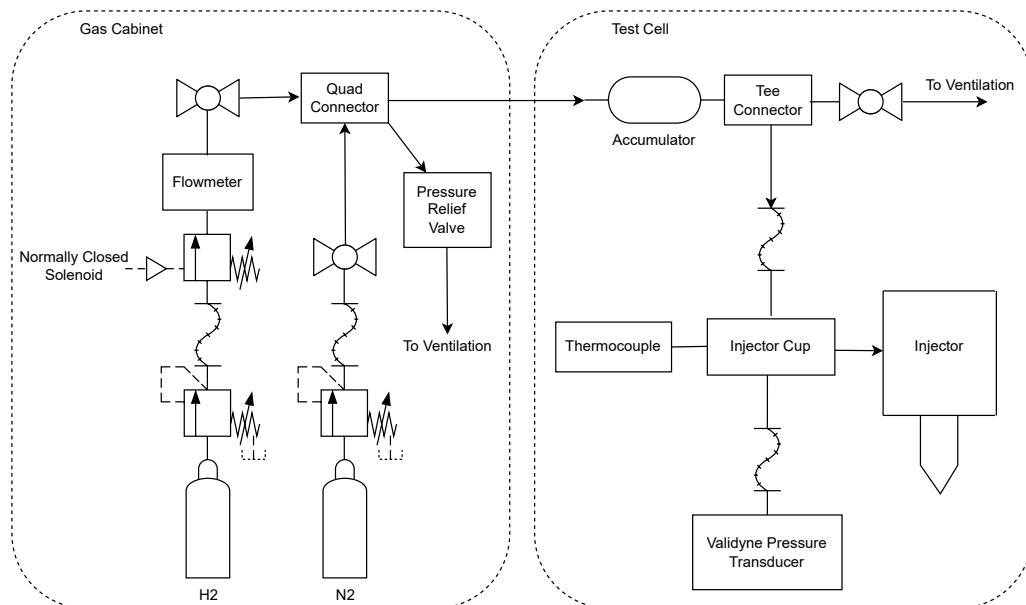 Gas Cabinet
Test Cell
Quad
Connector
Tee
Connector
To Ventilation
Accumulator
Flowmeter
Pressure
Relief
Valve
Normally Closed
Solenoid
To Ventilation
Thermocouple
Injector Cup
Injector
Validyne Pressure
Transducer
H2
N2